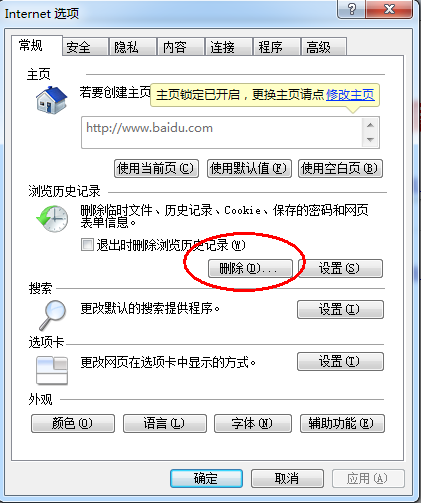 Internet 选项
常规 安全 隐私 内容 连接 程序 高级
主页
若要创建主页
主页锁定已开启，更换主页请点 修改主页
http://www.baidu.com
使用当前页(C) 使用默认值(F) 使用空白页(B)
浏览历史记录
删除临时文件、历史记录、Cookie、保存的密码和网页
表单信息。
退出时删除浏览历史记录(W)
删除(D)... 设置(S)
搜索
更改默认的搜索提供程序。 设置(I)
选项卡
更改网页在选项卡中显示的方式。 设置(T)
外观
颜色(O) 语言(L) 字体(N) 辅助功能(E)
确定 取消 应用(A)